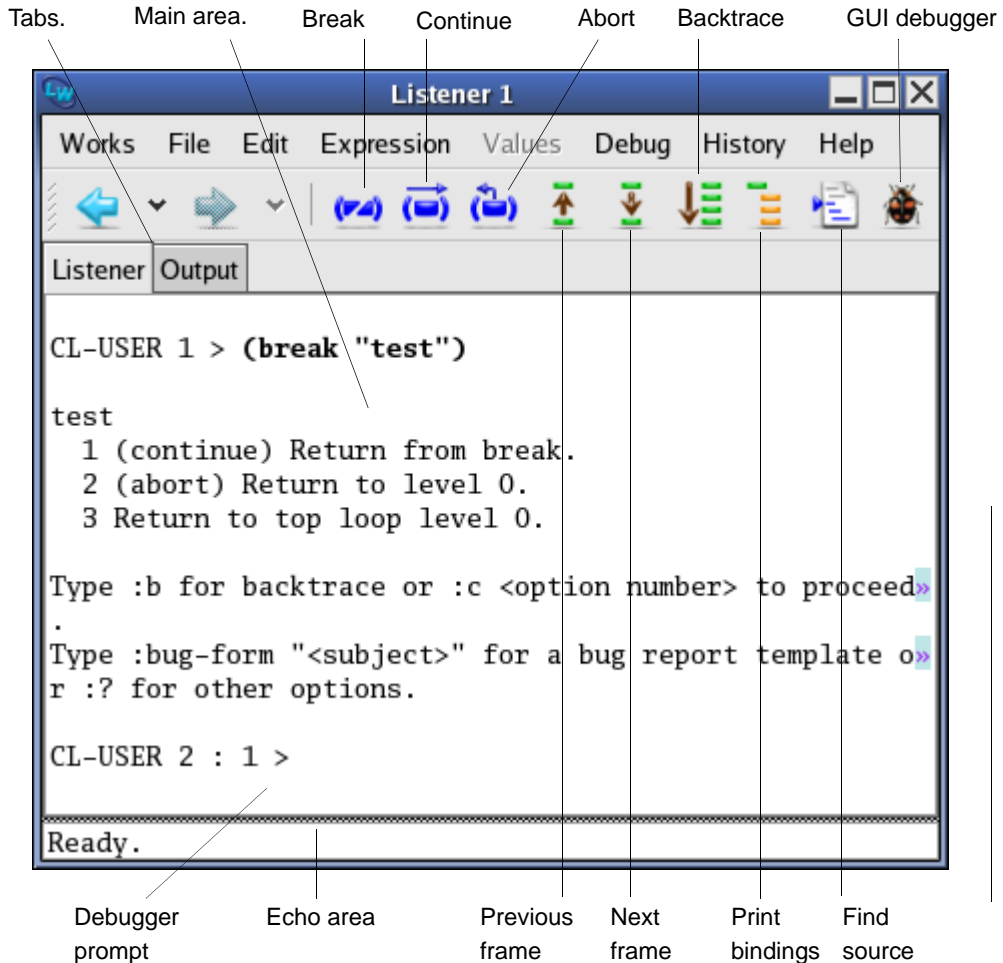 Tabs. Main area. Break Continue Abort Backtrace GUI debugger
LW Listener 1
Works File Edit Expression Values Debug History Help
Listener Output
CL-USER 1 > (break "test")
test
1 (continue) Return from break.
2 (abort) Return to level 0.
3 Return to top loop level 0.
Type :b for backtrace or :c <option number> to proceed»
.
Type :bug-form "<subject>" for a bug report template o»
r :? for other options.
CL-USER 2 : 1 >
Ready.
Debugger Echo area Previous Next Print Find
prompt frame frame bindings source